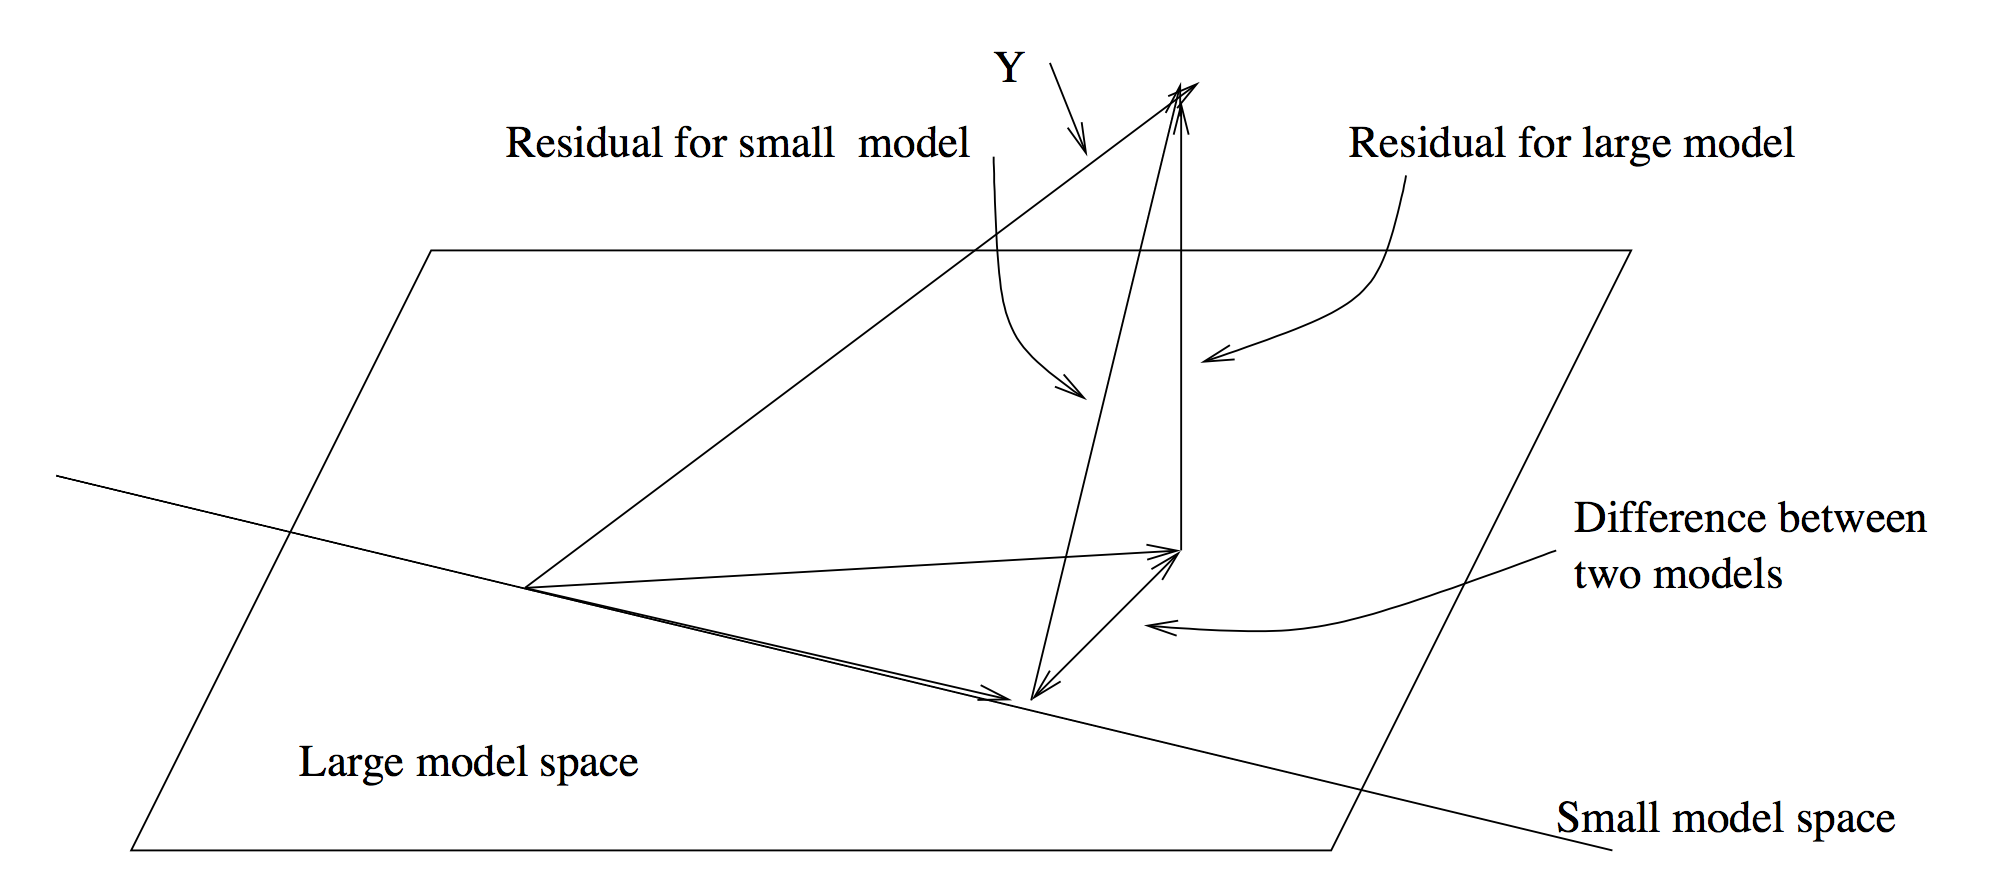 Y
Residual for small model
Residual for large model
Difference between
two models
Large model space
Small model space